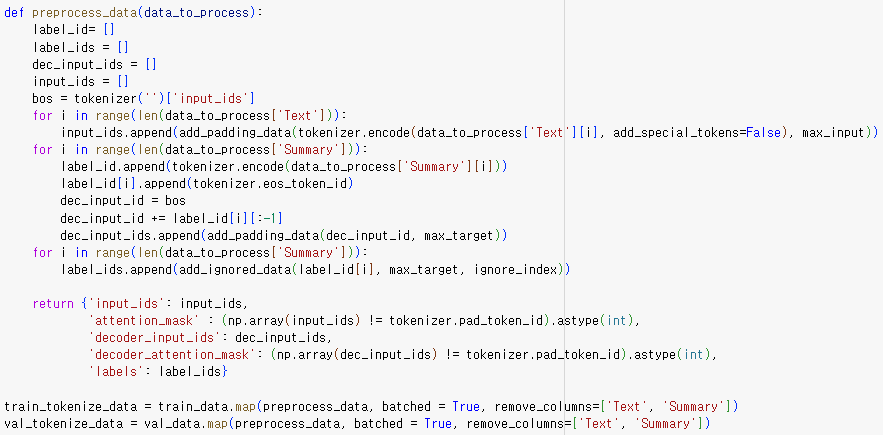 def preprocess_data(data_to_process):
    label_id= []
    label_ids = []
    dec_input_ids = []
    input_ids = []
    bos = tokenizer('')['input_ids']
    for i in range(len(data_to_process['Text'])):
        input_ids.append(add_padding_data(tokenizer.encode(data_to_process['Text'][i], add_special_tokens=False), max_input))
    for i in range(len(data_to_process['Summary'])):
        label_id.append(tokenizer.encode(data_to_process['Summary'][i]))
        label_id[i].append(tokenizer.eos_token_id)
        dec_input_id = bos
        dec_input_id += label_id[i][:-1]
        dec_input_ids.append(add_padding_data(dec_input_id, max_target))
    for i in range(len(data_to_process['Summary'])):
        label_ids.append(add_ignored_data(label_id[i], max_target, ignore_index))

    return {'input_ids': input_ids,
            'attention_mask' : (np.array(input_ids) != tokenizer.pad_token_id).astype(int),
            'decoder_input_ids': dec_input_ids,
            'decoder_attention_mask': (np.array(dec_input_ids) != tokenizer.pad_token_id).astype(int),
            'labels': label_ids}

train_tokenize_data = train_data.map(preprocess_data, batched = True, remove_columns=['Text', 'Summary'])
val_tokenize_data = val_data.map(preprocess_data, batched = True, remove_columns=['Text', 'Summary'])